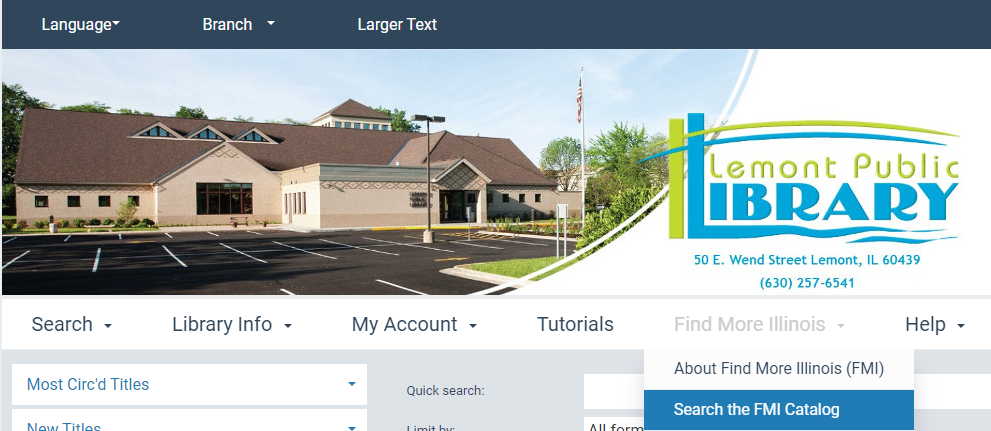 Language
Branch
Larger Text
Lemont Public
LIBRARY
50 E. Wend Street Lemont, IL 60439
(630) 257-6541
Search
Library Info
My Account
Tutorials
Find More Illinois
Help
Most Circ'd Titles
Quick search:
About Find More Illinois (FMI)
Search the FMI Catalog
New Titles
Limit by:
All form